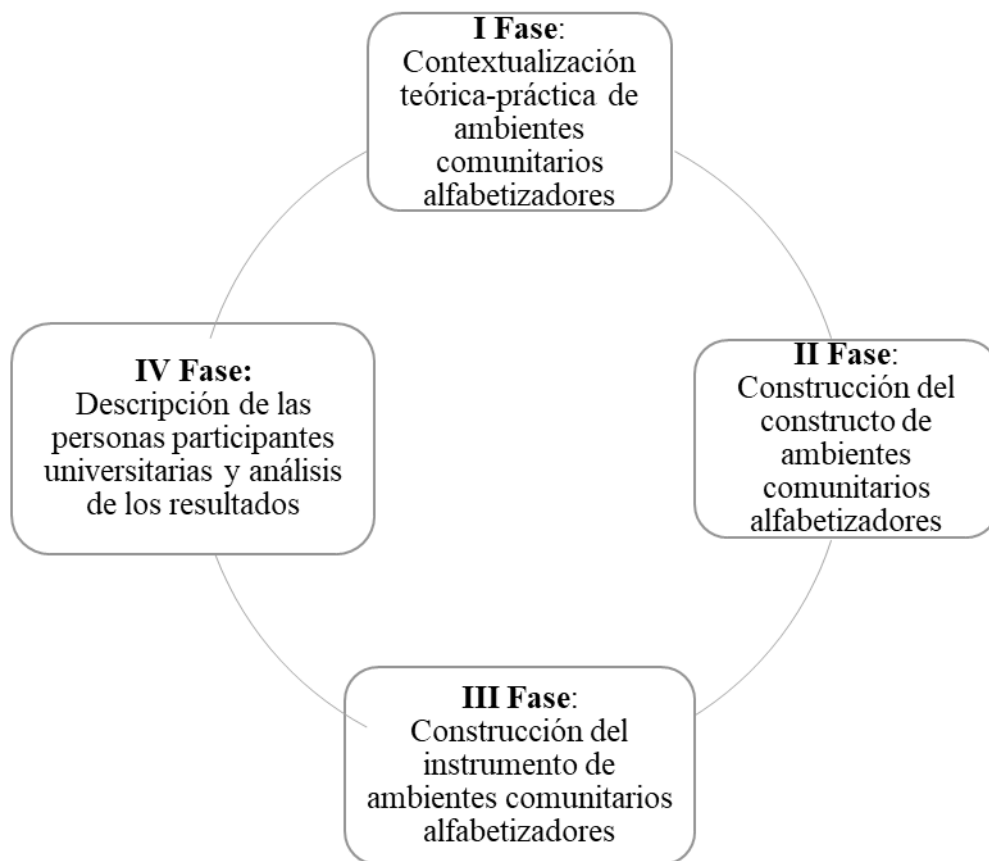 I Fase:
Contextualización
teórica-práctica de
ambientes
comunitarios
alfabetizadores
II Fase:
Construcción del
constructo de
ambientes
comunitarios
alfabetizadores
III Fase:
Construcción del
instrumento de
ambientes comunitarios
alfabetizadores
IV Fase:
Descripción de las
personas participantes
universitarias y análisis
de los resultados